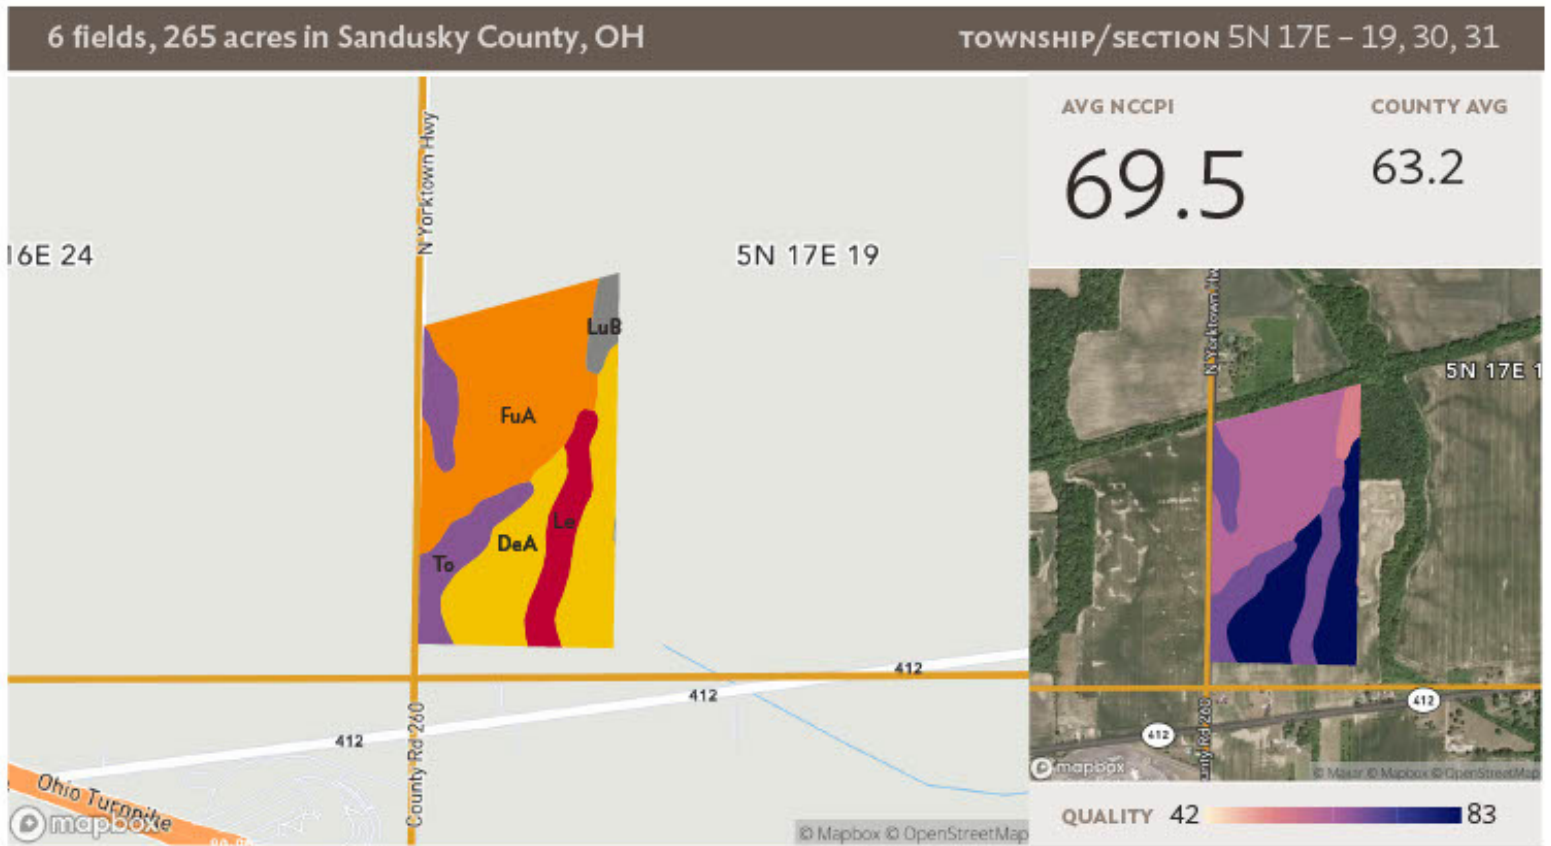 6 fields, 265 acres in Sandusky County, OH
TOWNSHIP/SECTION 5N 17E – 19, 30, 31
AVG NCCPI
COUNTY AVG
69.5
63.2
N Yorktown Hwy
16E 24
5N 17E 19
LuB
FuA
Le
DeA
To
412
412
412
County Rd 260
Ohio Turnpike
mapbox
© Mapbox © OpenStreetMap
N Yorktown Hw
5N 17E 1
412
412
unty Rd 260
mapbox
© Maxar © Mapbox © OpenStreetMap
QUALITY 42 83